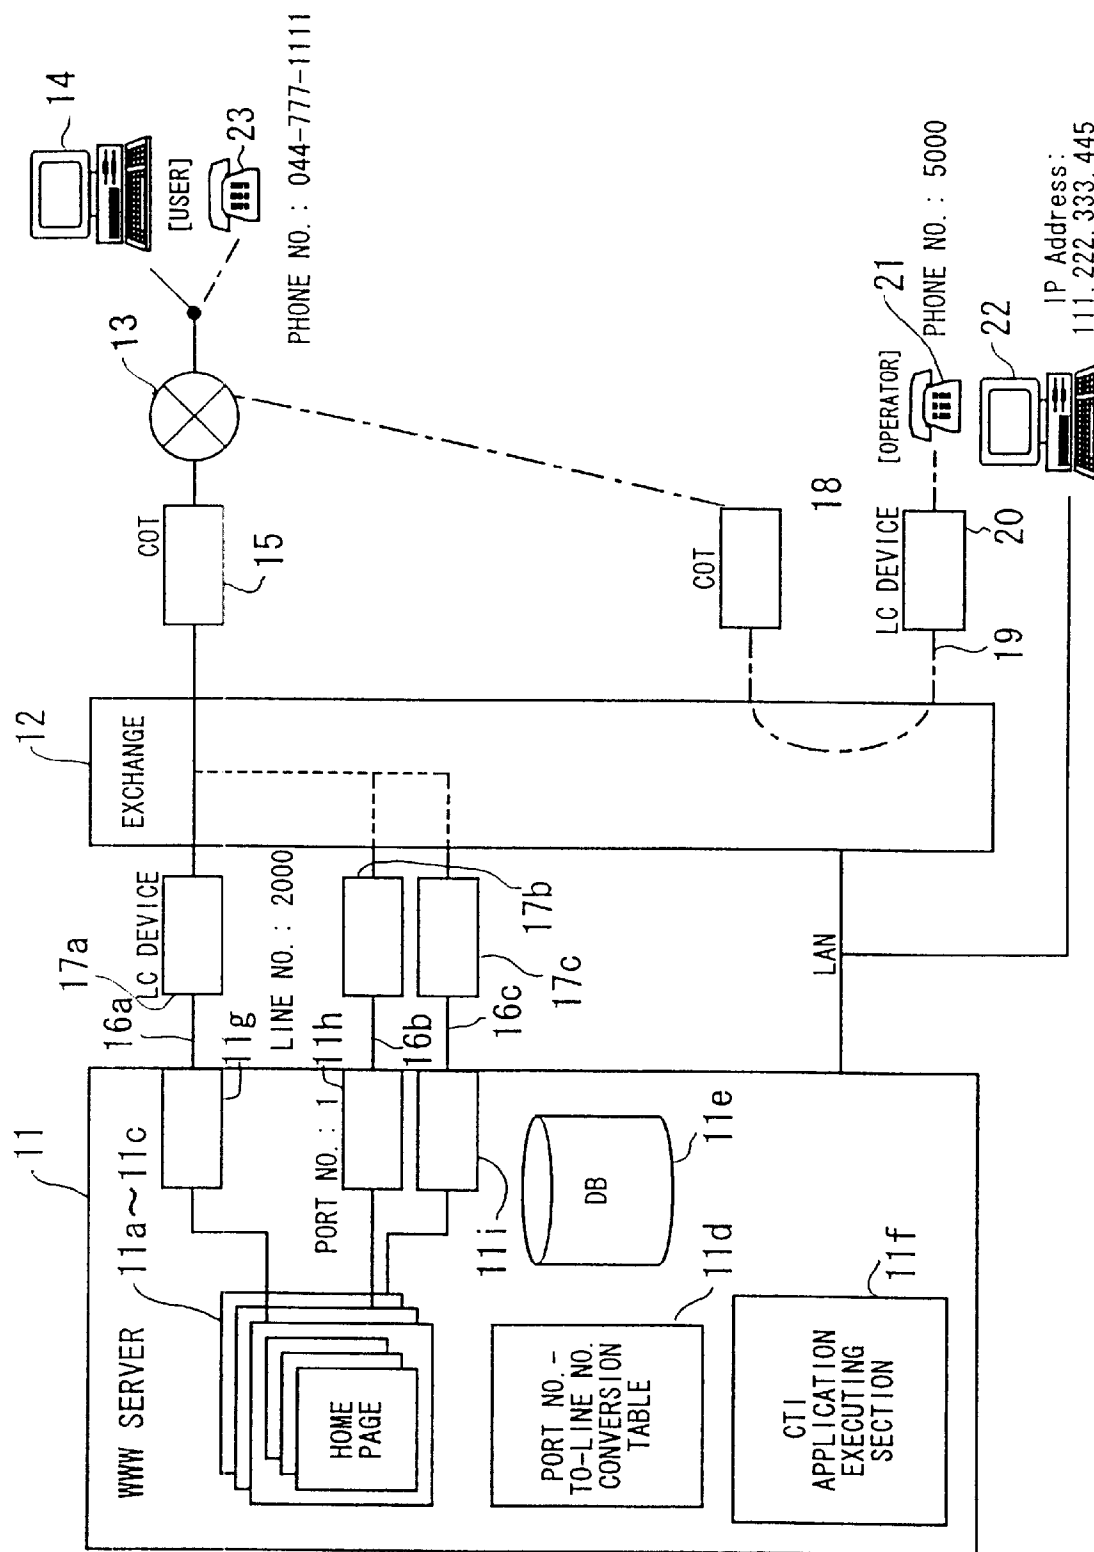 14
[USER]
23
PHONE NO.: 044-777-1111
13
COT
15
COT
18
[OPERATOR]
21
PHONE NO.: 5000
LC DEVICE
20
19
22
IP Address:
111.222.333.445
12
EXCHANGE
LC DEVICE
17a
16a
LINE NO.: 2000
17b
16b
17c
16c
LAN
11
WWW SERVER
11a~11c
11g
PORT NO.: 1
11h
11i
HOME
PAGE
DB
11e
PORT NO.-
TO-LINE NO.
CONVERSION
TABLE
11d
CTI
APPLICATION
EXECUTING
SECTION
11f